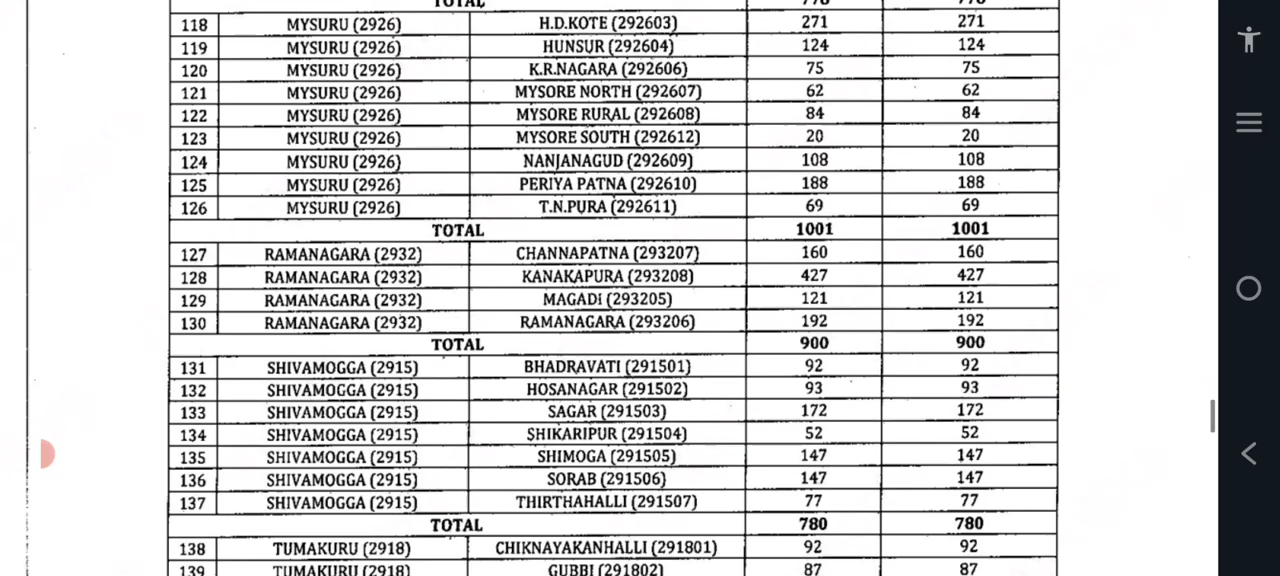 TOTAL 778 778
118 MYSURU (2926) H.D.KOTE (292603) 271 271
119 MYSURU (2926) HUNSUR (292604) 124 124
120 MYSURU (2926) K.R.NAGARA (292606) 75 75
121 MYSURU (2926) MYSORE NORTH (292607) 62 62
122 MYSURU (2926) MYSORE RURAL (292608) 84 84
123 MYSURU (2926) MYSORE SOUTH (292612) 20 20
124 MYSURU (2926) NANJANAGUD (292609) 108 108
125 MYSURU (2926) PERIYA PATNA (292610) 188 188
126 MYSURU (2926) T.N.PURA (292611) 69 69
TOTAL 1001 1001
127 RAMANAGARA (2932) CHANNAPATNA (293207) 160 160
128 RAMANAGARA (2932) KANAKAPURA (293208) 427 427
129 RAMANAGARA (2932) MAGADI (293205) 121 121
130 RAMANAGARA (2932) RAMANAGARA (293206) 192 192
TOTAL 900 900
131 SHIVAMOGGA (2915) BHADRAVATI (291501) 92 92
132 SHIVAMOGGA (2915) HOSANAGAR (291502) 93 93
133 SHIVAMOGGA (2915) SAGAR (291503) 172 172
134 SHIVAMOGGA (2915) SHIKARIPUR (291504) 52 52
135 SHIVAMOGGA (2915) SHIMOGA (291505) 147 147
136 SHIVAMOGGA (2915) SORAB (291506) 147 147
137 SHIVAMOGGA (2915) THIRTHAHALLI (291507) 77 77
TOTAL 780 780
138 TUMAKURU (2918) CHIKNAYAKANHALLI (291801) 92 92
139 TUMAKURU (2918) GUBBI (291802) 87 87